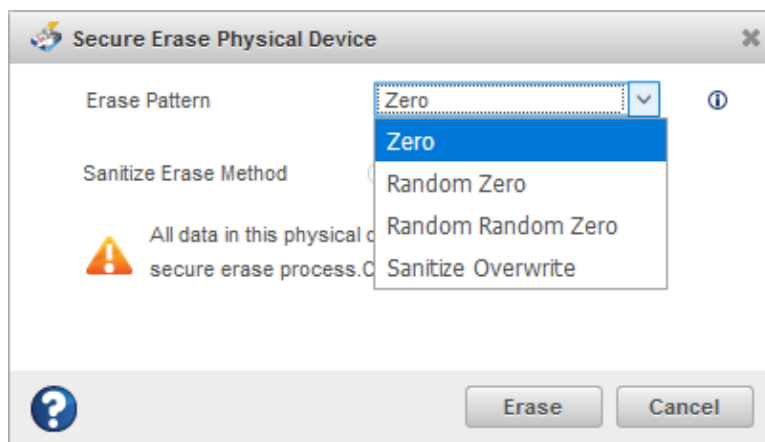 Secure Erase Physical Device
Erase Pattern
Zero
Zero
Random Zero
Sanitize Erase Method
Random Random Zero
Sanitize Overwrite
All data in this physical
secure erase process.
Erase
Cancel